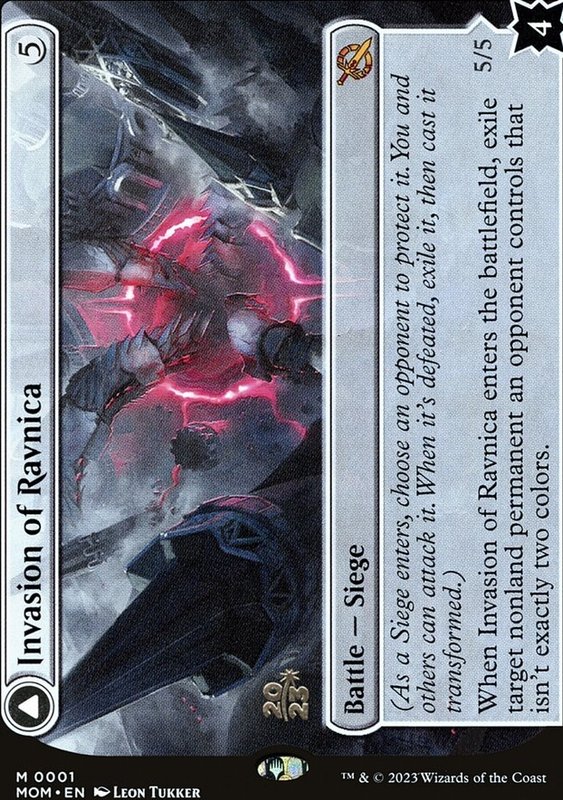 Invasion of Ravnica
5
2023
Battle — Siege
(As a Siege enters, choose an opponent to protect it. You and
others can attack it. When it's defeated, exile it, then cast it
transformed.)
When Invasion of Ravnica enters the battlefield, exile
target nonland permanent an opponent controls that
isn't exactly two colors.
5/5
4
M 0001
MOM • EN LEON TUKKER
™ & © 2023 Wizards of the Coast